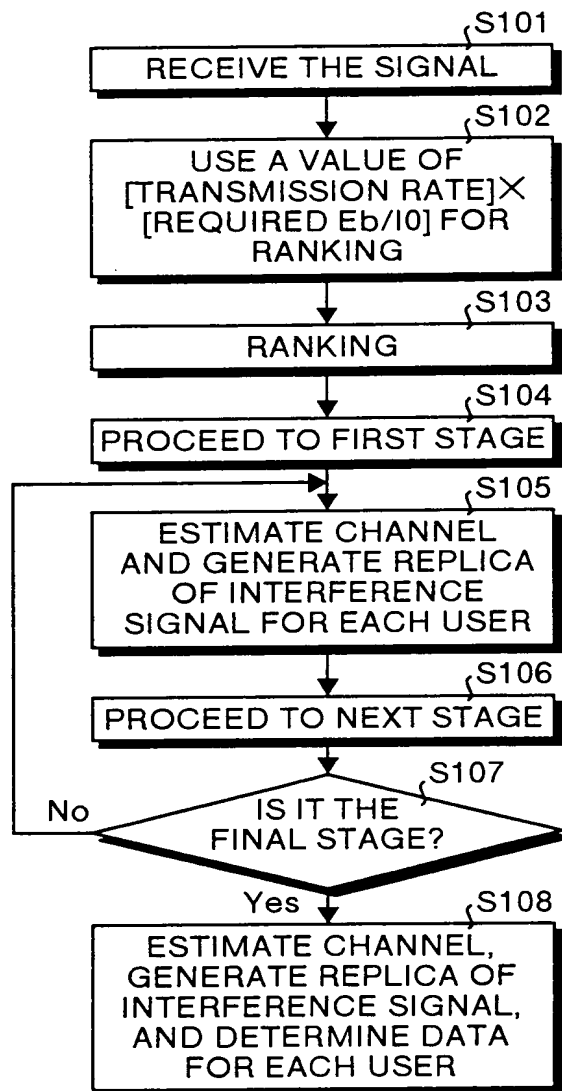 S101
RECEIVE THE SIGNAL
S102
USE A VALUE OF
[TRANSMISSION RATE]×
[REQUIRED Eb/I0] FOR
RANKING
S103
RANKING
S104
PROCEED TO FIRST STAGE
S105
ESTIMATE CHANNEL
AND GENERATE REPLICA
OF INTERFERENCE
SIGNAL FOR EACH USER
S106
PROCEED TO NEXT STAGE
S107
IS IT THE
FINAL STAGE?
No
Yes
S108
ESTIMATE CHANNEL,
GENERATE REPLICA OF
INTERFERENCE SIGNAL,
AND DETERMINE DATA
FOR EACH USER